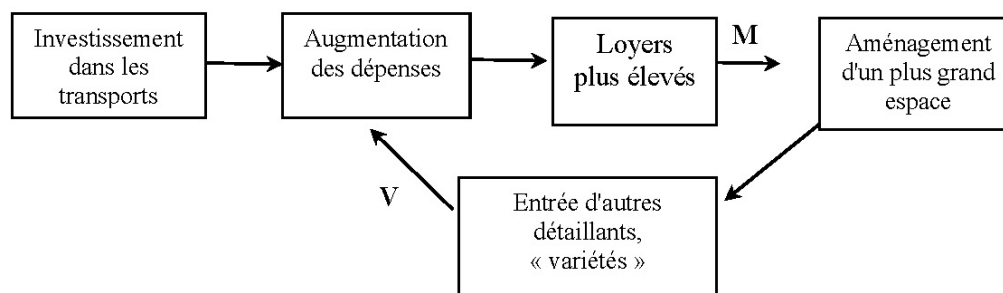 Investissement
dans les
transports
Augmentation
des dépenses
Loyers
plus élevés
M
Aménagement
d'un plus grand
espace
V
Entrée d'autres
détaillants,
« variétés »